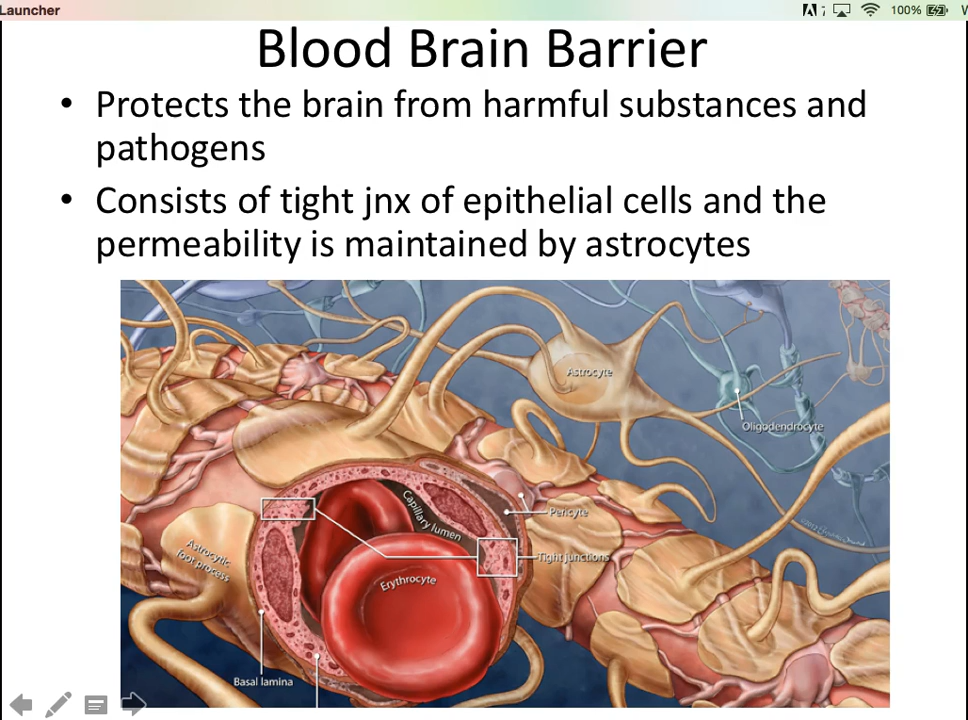 Launcher
100%
Blood Brain Barrier
• Protects the brain from harmful substances and
pathogens
• Consists of tight jnx of epithelial cells and the
permeability is maintained by astrocytes
Astrocyte
Oligodendrocyte
Capillary lumen
Pericyte
Astrocytic
foot process
Tight junctions
Erythrocyte
Basal lamina